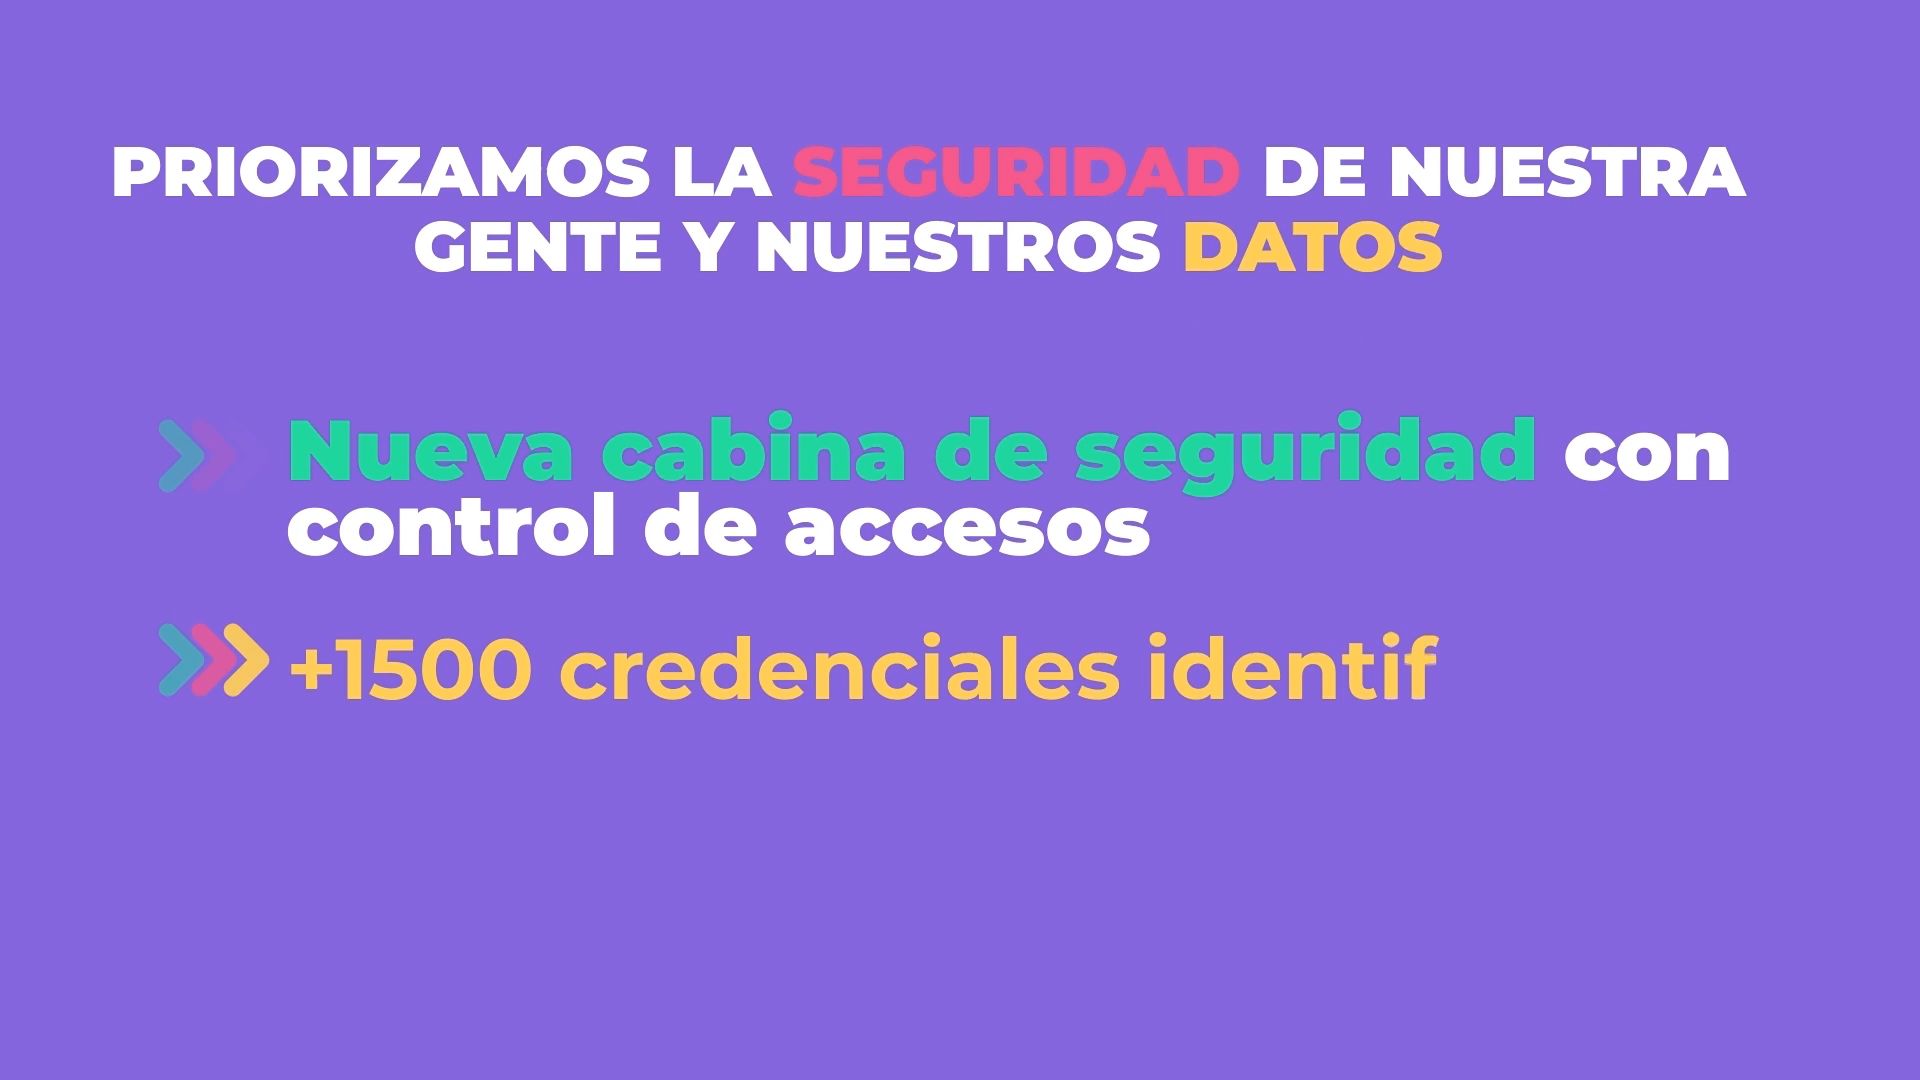 PRIORIZAMOS LA SEGURIDAD DE NUESTRA
GENTE Y NUESTROS DATOS
Nueva cabina de seguridad con
control de accesos
+1500 credenciales identif